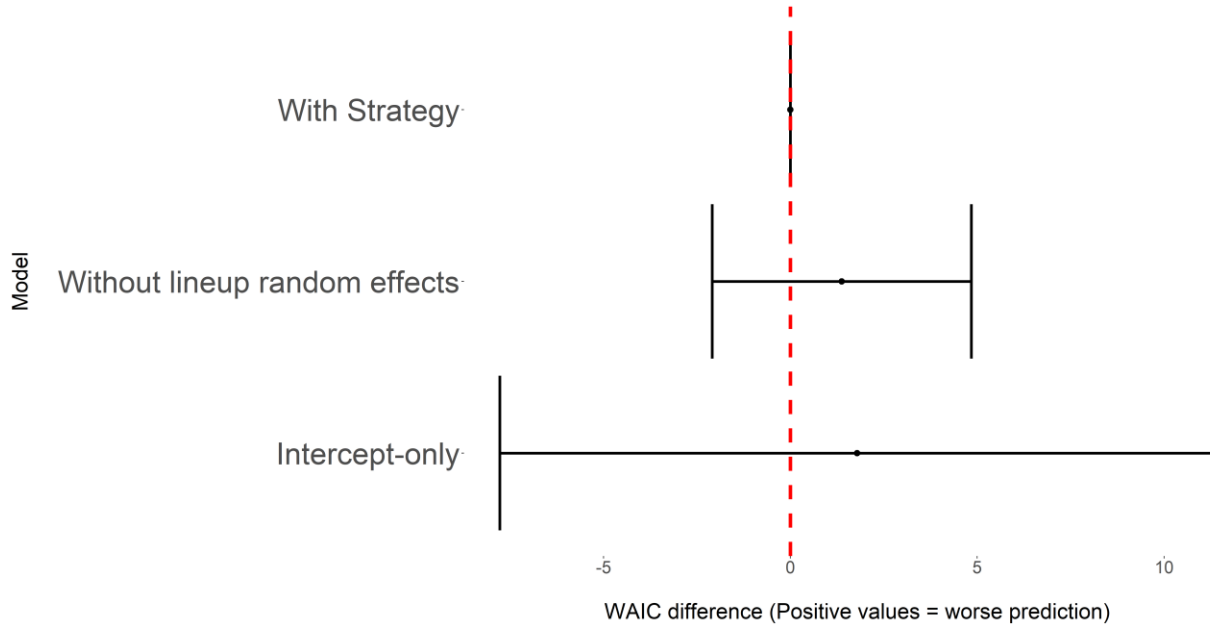 With Strategy
Without lineup random effects
Intercept-only
Model
-5 0 5 10
WAIC difference (Positive values = worse prediction)